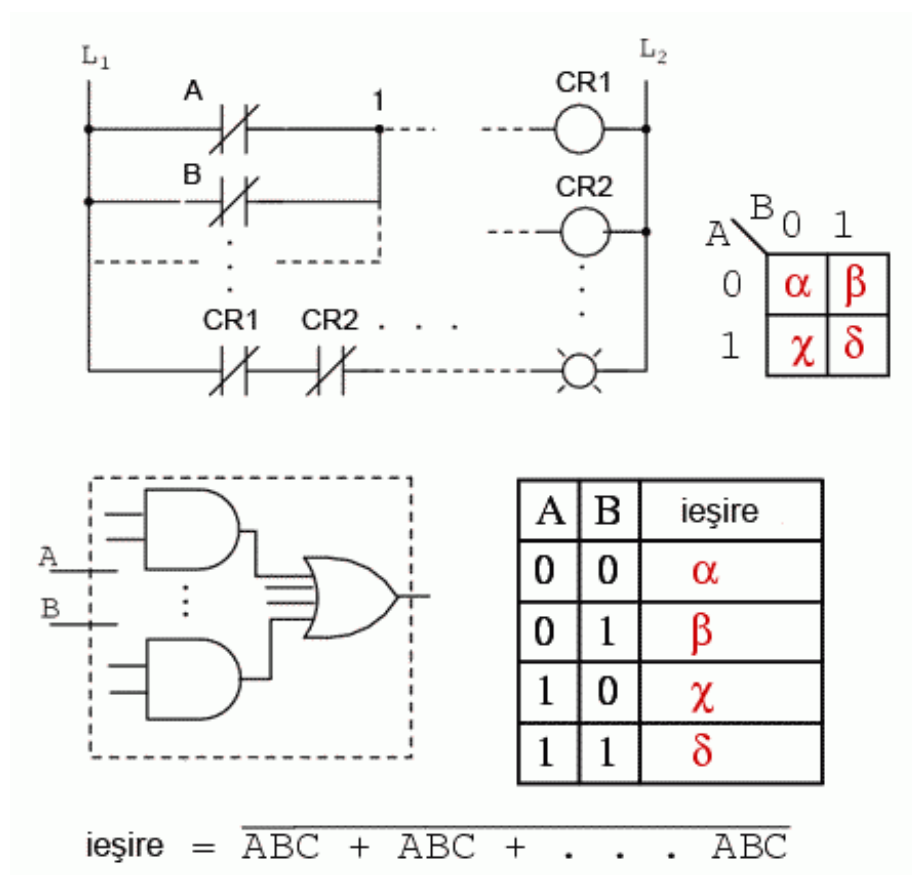 L₁ L₂
A 1 CR1
B CR2
CR1 CR2 . . .
A B 0 1
0 α β
1 χ δ
A
B
A B ieşire
0 0 α
0 1 β
1 0 χ
1 1 δ
ieşire = ABC + ABC + . . . ABC